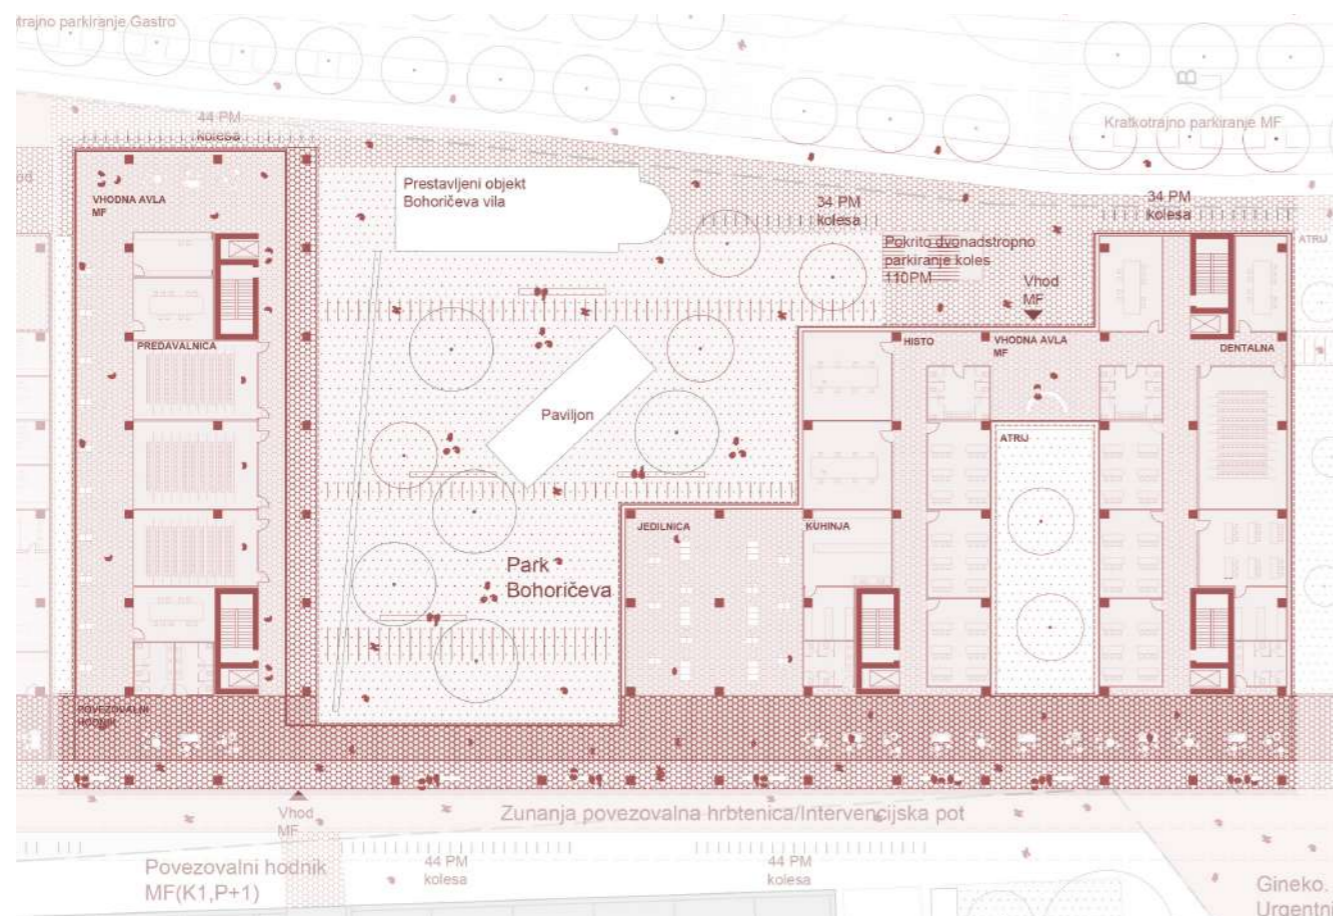 trajno parkiranje Gastro
B
44 PM
kolesa
Kratkotrajno parkiranje MF
Prestavljeni objekt
Bohoričeva vila
34 PM
kolesa
34 PM
kolesa
VHODNA AVLA
MF
Pokrito dvonadstropno
parkiranje koles
110PM
ATRIJ
Vhod
MF
PREDAVALNICA
HISTO
VHODNA AVLA
MF
DENTALNA
Paviljon
ATRIJ
JEDILNICA
KUHINJA
Park
Bohoričeva
POVEZOVALNI
HODNIK
Vhod
MF
Zunanja povezovalna hrbtenica/Intervencijska pot
Povezovalni hodnik
MF(K1,P+1)
44 PM
kolesa
44 PM
kolesa
Gineko.
Urgentni